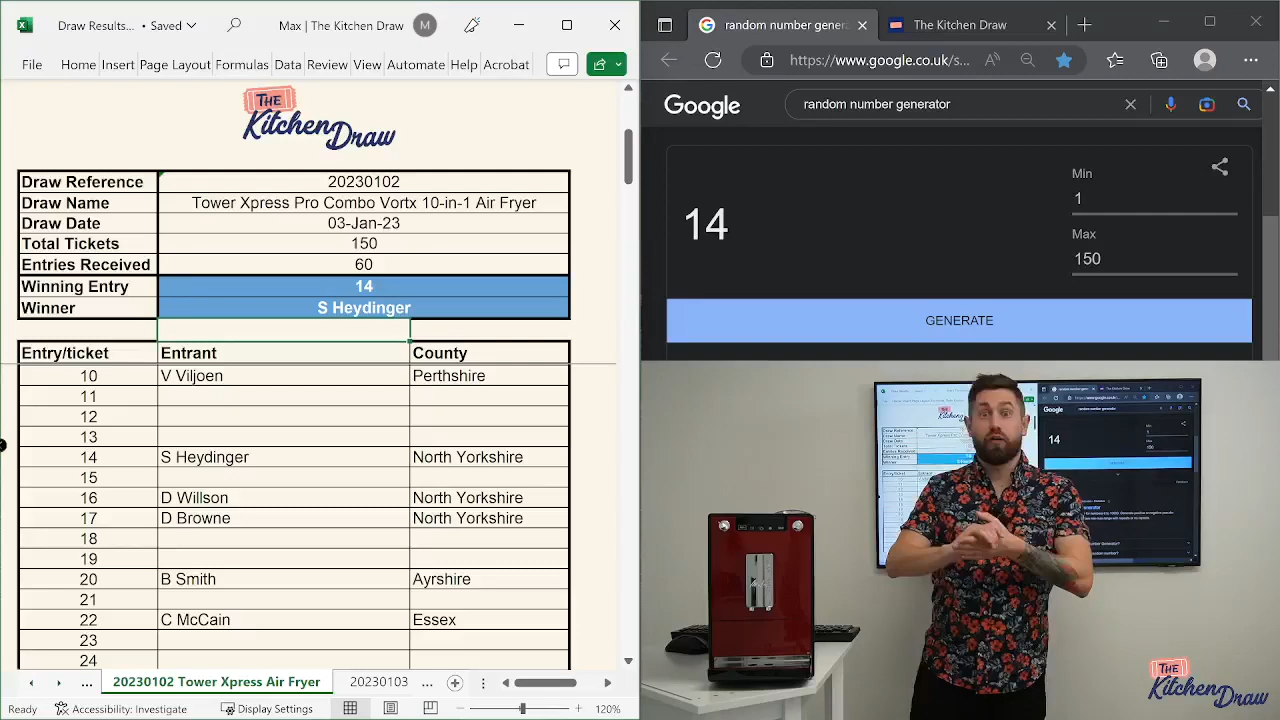 Draw Results... • Saved
Max | The Kitchen Draw
M
File Home Insert Page Layout Formulas Data Review View Automate Help Acrobat
THE
Kitchen Draw
Draw Reference 20230102
Draw Name Tower Xpress Pro Combo Vortx 10-in-1 Air Fryer
Draw Date 03-Jan-23
Total Tickets 150
Entries Received 60
Winning Entry 14
Winner S Heydinger
Entry/ticket Entrant County
10 V Viljoen Perthshire
11
12
13
14 S Heydinger North Yorkshire
15
16 D Willson North Yorkshire
17 D Browne North Yorkshire
18
19
20 B Smith Ayrshire
21
22 C McCain Essex
23
24
... 20230102 Tower Xpress Air Fryer 20230103 ...
Ready Accessibility: Investigate Display Settings 120%
random number genera
The Kitchen Draw
https://www.google.co.uk/s...
Google
random number generator
14
Min
1
Max
150
GENERATE
THE
Kitchen Draw